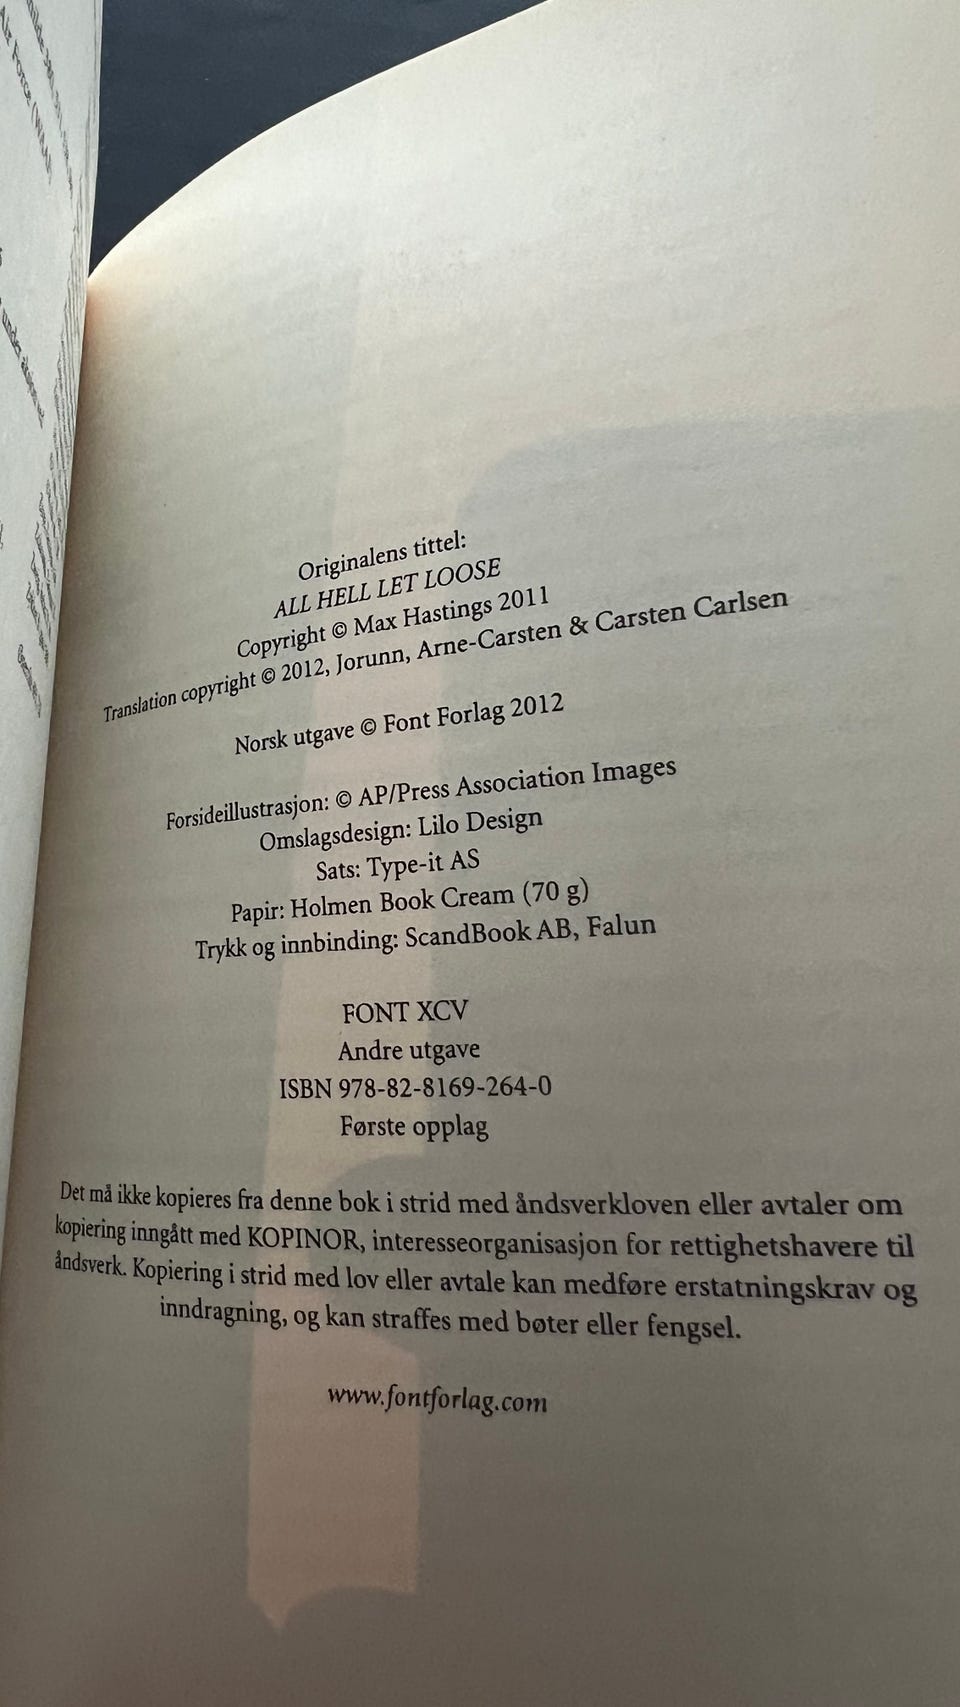 Air Force (WAAF
under
Originalens tittel:
ALL HELL LET LOOSE
Copyright © Max Hastings 2011
Translation copyright © 2012, Jorunn, Arne-Carsten & Carsten Carlsen
Norsk utgave © Font Forlag 2012
Forsideillustrasjon: © AP/Press Association Images
Omslagsdesign: Lilo Design
Sats: Type-it AS
Papir: Holmen Book Cream (70 g)
Trykk og innbinding: ScandBook AB, Falun
FONT XCV
Andre utgave
ISBN 978-82-8169-264-0
Første opplag
Det må ikke kopieres fra denne bok i strid med åndsverkloven eller avtaler om
kopiering inngått med KOPINOR, interesseorganisasjon for rettighetshavere til
åndsverk. Kopiering i strid med lov eller avtale kan medføre erstatningskrav og
inndragning, og kan straffes med bøter eller fengsel.
www.fontforlag.com